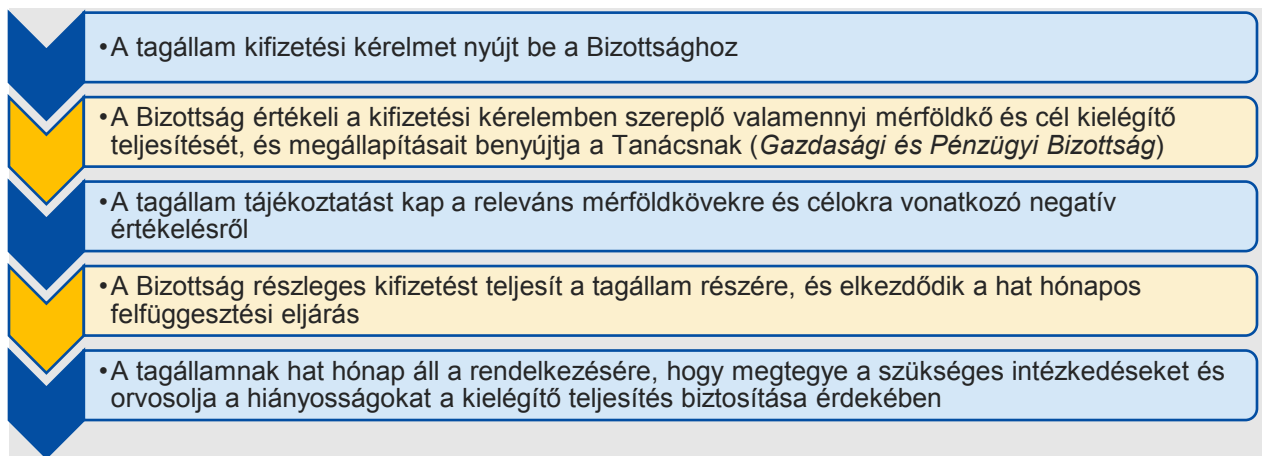 •A tagállam kifizetési kérelmet nyújt be a Bizottsághoz
•A Bizottság értékeli a kifizetési kérelemben szereplő valamennyi mérföldkő és cél kielégítő
teljesítését, és megállapításait benyújtja a Tanácsnak (Gazdasági és Pénzügyi Bizottság)
•A tagállam tájékoztatást kap a releváns mérföldkövekre és célokra vonatkozó negatív
értékelésről
•A Bizottság részleges kifizetést teljesít a tagállam részére, és elkezdődik a hat hónapos
felfüggesztési eljárás
•A tagállamnak hat hónap áll a rendelkezésére, hogy megtegye a szükséges intézkedéseket és
orvosolja a hiányosságokat a kielégítő teljesítés biztosítása érdekében